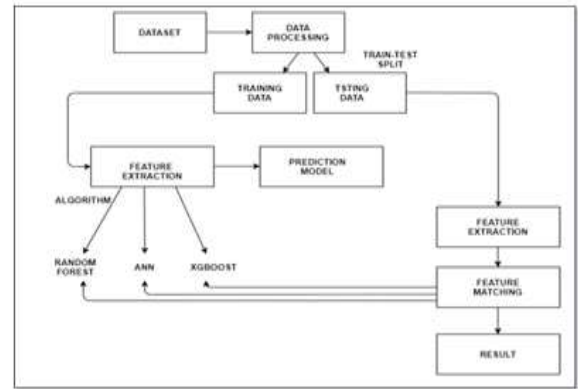 DATASET
DATA
PROCESSING
TRAIN-TEST
SPLIT
TRAINING
DATA
TSTING
DATA
FEATURE
EXTRACTION
PREDICTION
MODEL
ALGORITHM
RANDOM
FOREST
ANN
XGBOOST
FEATURE
EXTRACTION
FEATURE
MATCHING
RESULT